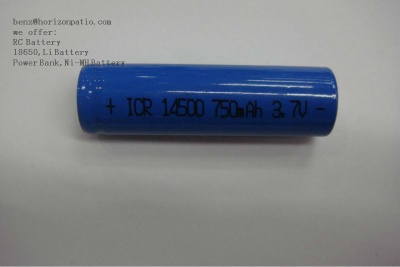 benz@horizonpatio.com
we offer:
RC Battery
18650,Li Battery
Power Bank,Ni-MH Battery
+ ICR 14500 750mAh 3.7V -